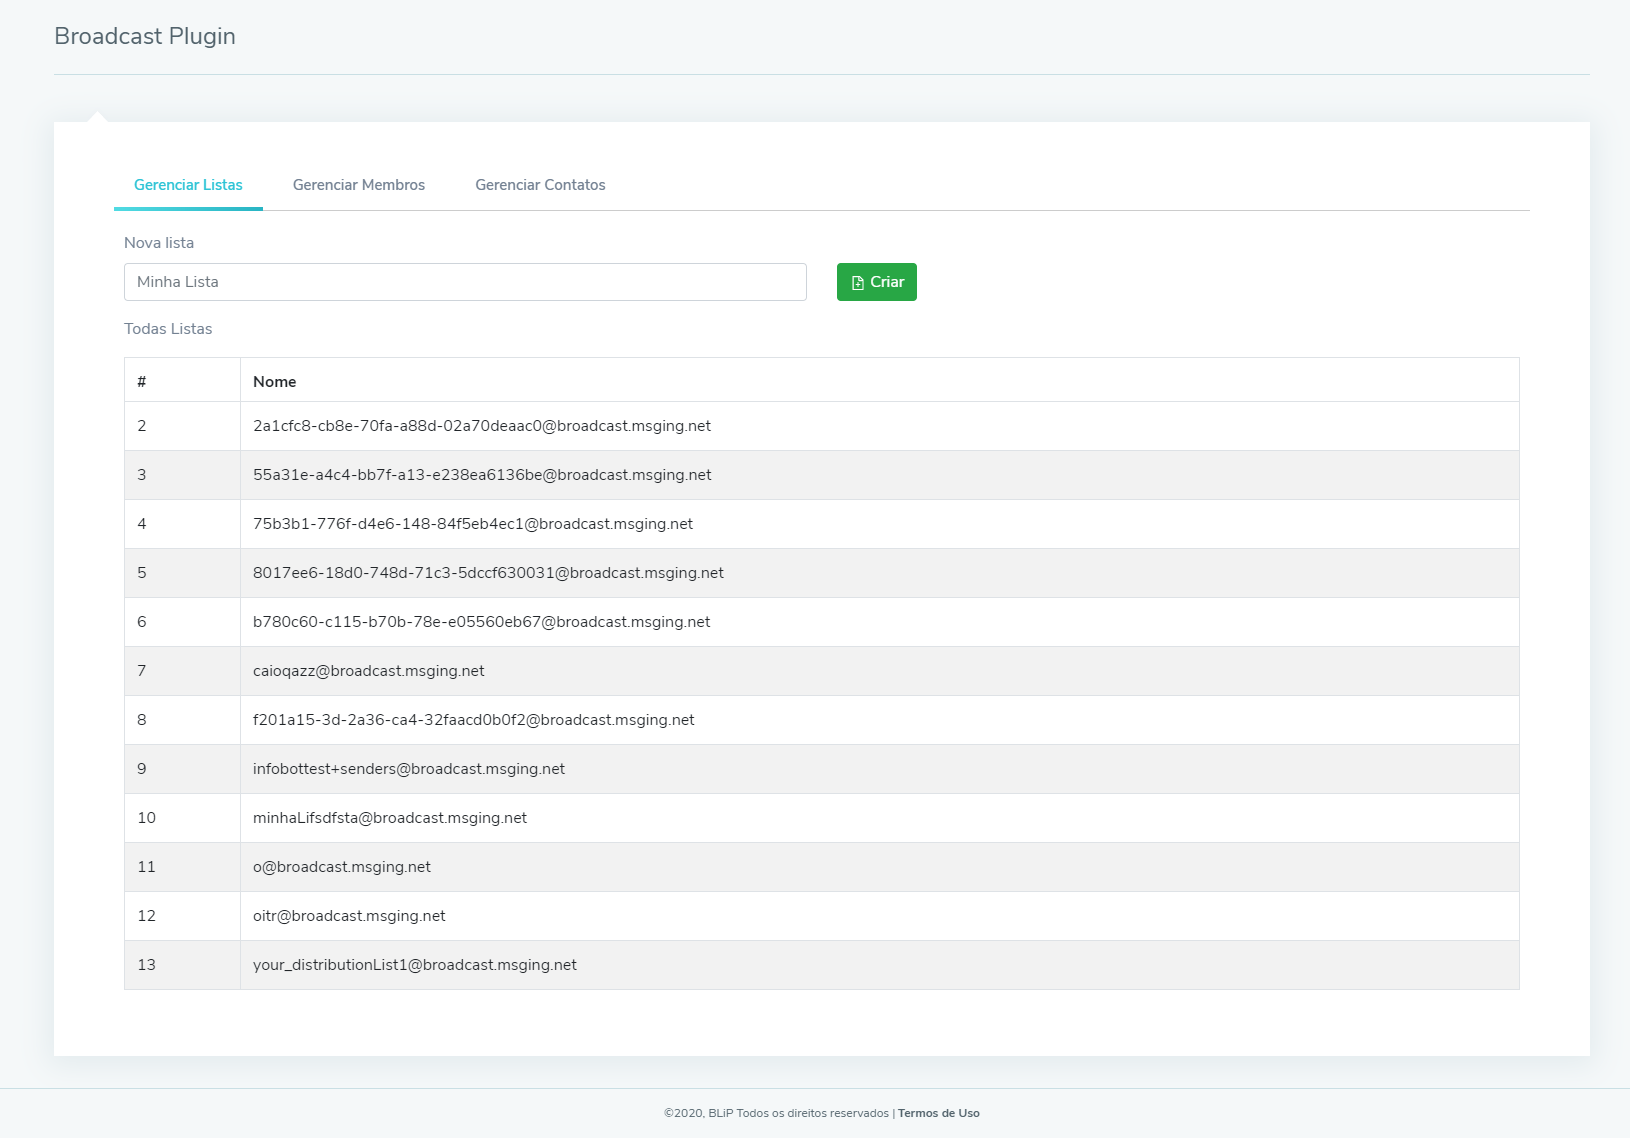 Broadcast Plugin
Gerenciar Listas Gerenciar Membros Gerenciar Contatos
Nova lista
Minha Lista Criar
Todas Listas
# Nome
2 2a1cfc8-cb8e-70fa-a88d-02a70deaac0@broadcast.msging.net
3 55a31e-a4c4-bb7f-a13-e238ea6136be@broadcast.msging.net
4 75b3b1-776f-d4e6-148-84f5eb4ec1@broadcast.msging.net
5 8017ee6-18d0-748d-71c3-5dccf630031@broadcast.msging.net
6 b780c60-c115-b70b-78e-e05560eb67@broadcast.msging.net
7 caioqazz@broadcast.msging.net
8 f201a15-3d-2a36-ca4-32faacd0b0f2@broadcast.msging.net
9 infobottest+senders@broadcast.msging.net
10 minhaLifsdfsta@broadcast.msging.net
11 o@broadcast.msging.net
12 oitr@broadcast.msging.net
13 your_distributionList1@broadcast.msging.net
©2020, BLiP Todos os direitos reservados | Termos de Uso